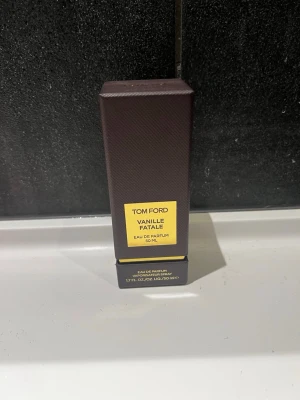 TOM FORD
VANILLE
FATALE
EAU DE PARFUM
50 ML
EAU DE PARFUM
VAPORISATEUR SPRAY